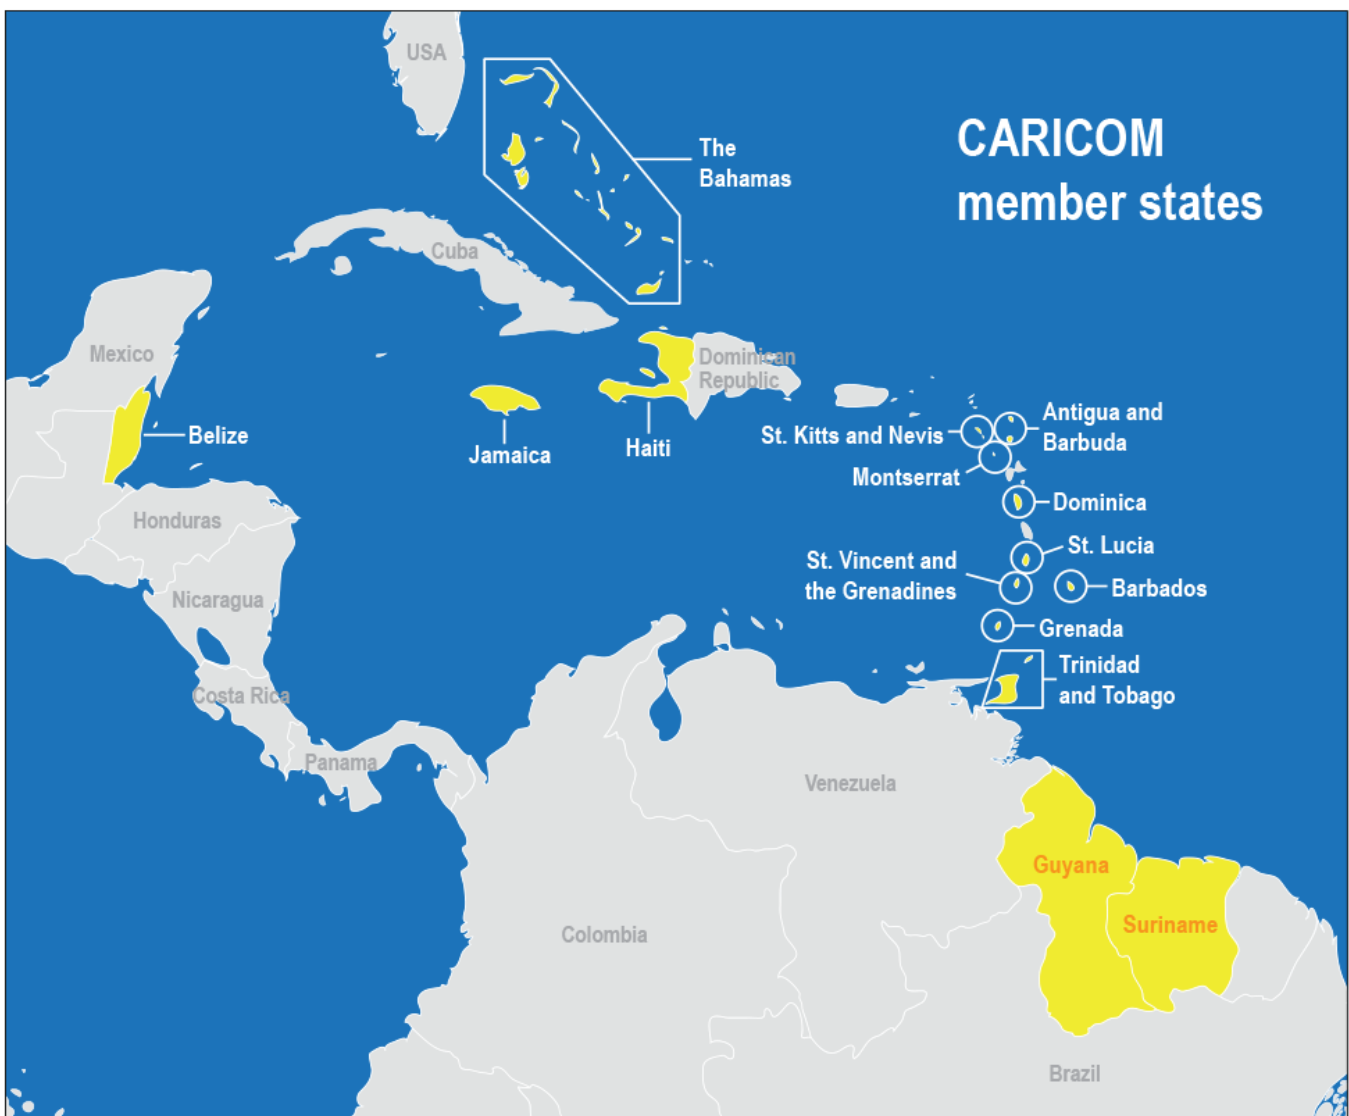 USA
CARICOM
member states
The
Bahamas
Cuba
Mexico
Dominican
Republic
Belize
Jamaica
Haiti
St. Kitts and Nevis
Antigua and
Barbuda
Montserrat
Dominica
Honduras
St. Lucia
St. Vincent and
the Grenadines
Barbados
Nicaragua
Grenada
Trinidad
and Tobago
Costa Rica
Panama
Venezuela
Guyana
Suriname
Colombia
Brazil